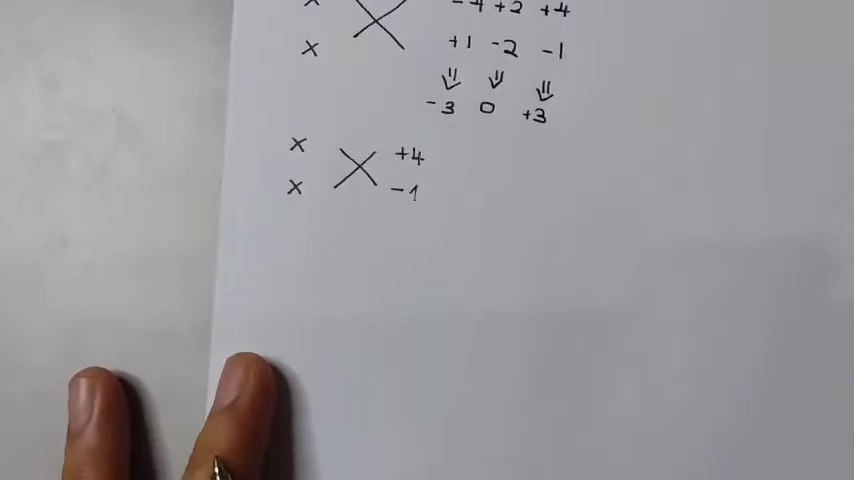 x -4 +2 +4
x +1 -2 -1
⇓ ⇓ ⇓
-3 0 +3
x +4
x -1